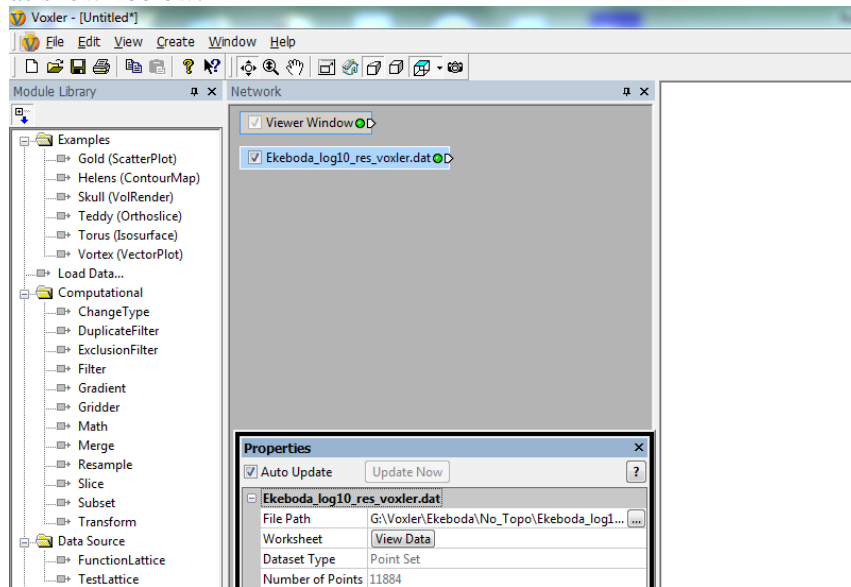 Voxler - [Untitled*]
File Edit View Create Window Help
Module Library
Network
Examples
Gold (ScatterPlot)
Helens (ContourMap)
Skull (VolRender)
Teddy (Orthoslice)
Torus (Isosurface)
Vortex (VectorPlot)
Load Data...
Computational
ChangeType
DuplicateFilter
ExclusionFilter
Filter
Gradient
Gridder
Math
Merge
Resample
Slice
Subset
Transform
Data Source
FunctionLattice
TestLattice
Viewer Window
Ekeboda_log10_res_voxler.dat
Properties
Auto Update Update Now ?
Ekeboda_log10_res_voxler.dat
File Path G:\Voxler\Ekeboda\No_Topo\Ekeboda_log1... ...
Worksheet View Data
Dataset Type Point Set
Number of Points 11884